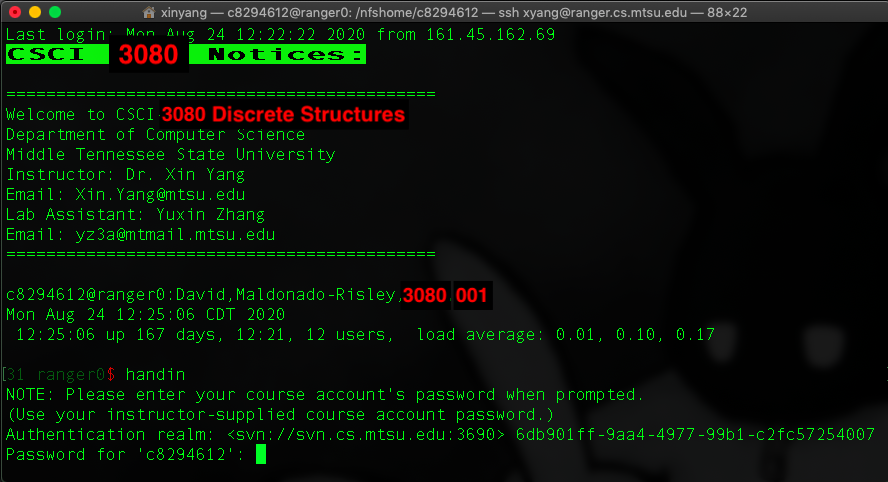 xinyang — c8294612@ranger0: /nfshome/c8294612 — ssh xyang@ranger.cs.mtsu.edu — 88×22
Last login: Mon Aug 24 12:22:22 2020 from 161.45.162.69
CSCI 3080 Notices:
===========================================
Welcome to CSCI 3080 Discrete Structures
Department of Computer Science
Middle Tennessee State University
Instructor: Dr. Xin Yang
Email: Xin.Yang@mtsu.edu
Lab Assistant: Yuxin Zhang
Email: yz3a@mtmail.mtsu.edu
===========================================
c8294612@ranger0:David,Maldonado-Risley,3080 001
Mon Aug 24 12:25:06 CDT 2020
12:25:06 up 167 days, 12:21, 12 users, load average: 0.01, 0.10, 0.17
[31 ranger0$ handin
NOTE: Please enter your course account's password when prompted.
(Use your instructor-supplied course account password.)
Authentication realm: <svn://svn.cs.mtsu.edu:3690> 6db901ff-9aa4-4977-99b1-c2fc57254007
Password for 'c8294612':